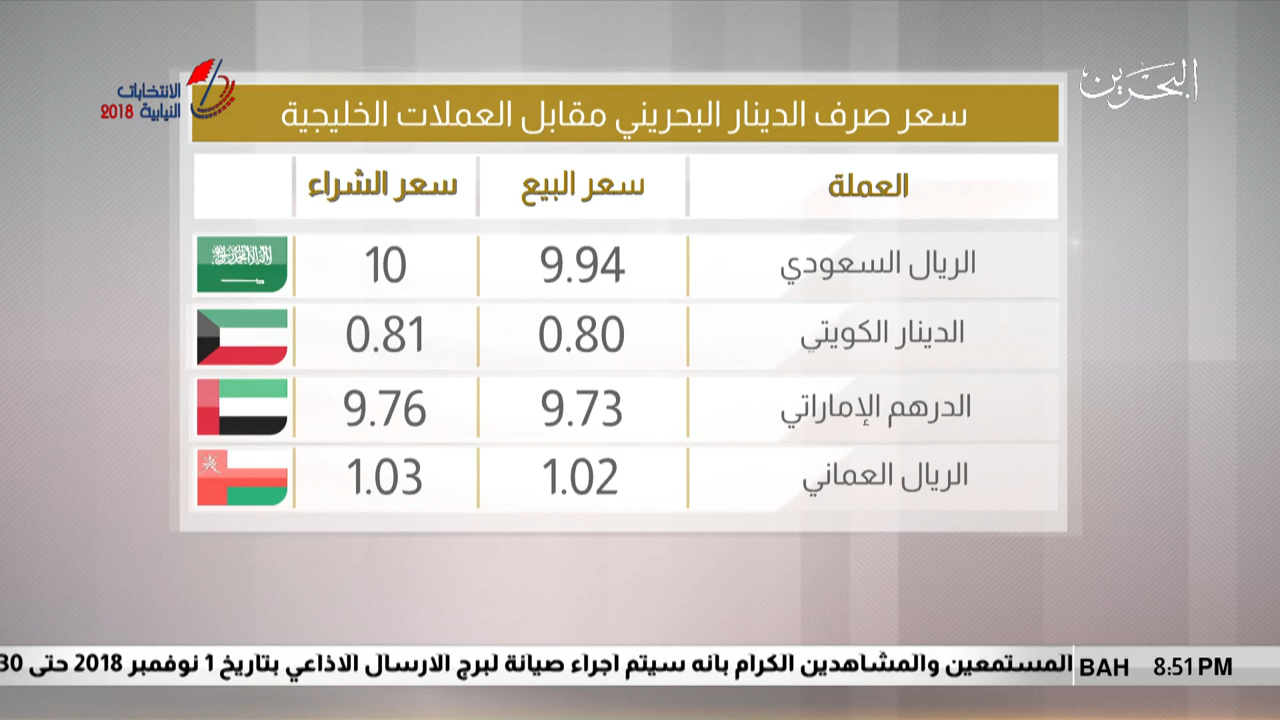 البحرين
الانتخابات
النيابية 2018
سعر صرف الدينار البحريني مقابل العملات الخليجية
العملة سعر البيع سعر الشراء
الريال السعودي 9.94 10
الدينار الكويتي 0.80 0.81
الدرهم الإماراتي 9.73 9.76
الريال العماني 1.02 1.03
المستمعين والمشاهدين الكرام بانه سيتم اجراء صيانة لبرج الارسال الاذاعي بتاريخ 1 نوفمبر 2018 حتى 30
BAH 8:51 PM